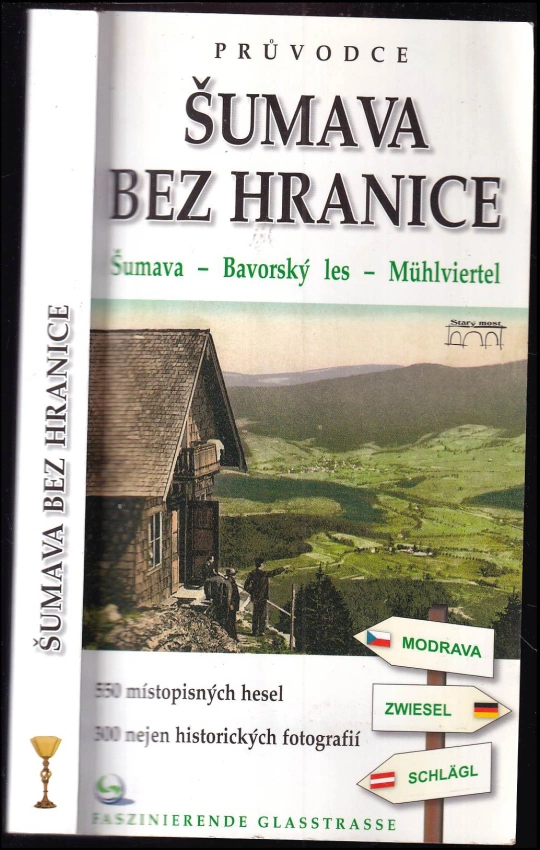 PRŮVODCE
ŠUMAVA
BEZ HRANICE
Šumava – Bavorský les – Mühlviertel
Starý most
ŠUMAVA BEZ HRANICE
MODRAVA
ZWIESEL
SCHLÄGL
550 místopisných hesel
300 nejen historických fotografií
FASZINIERENDE GLASSTRASSE